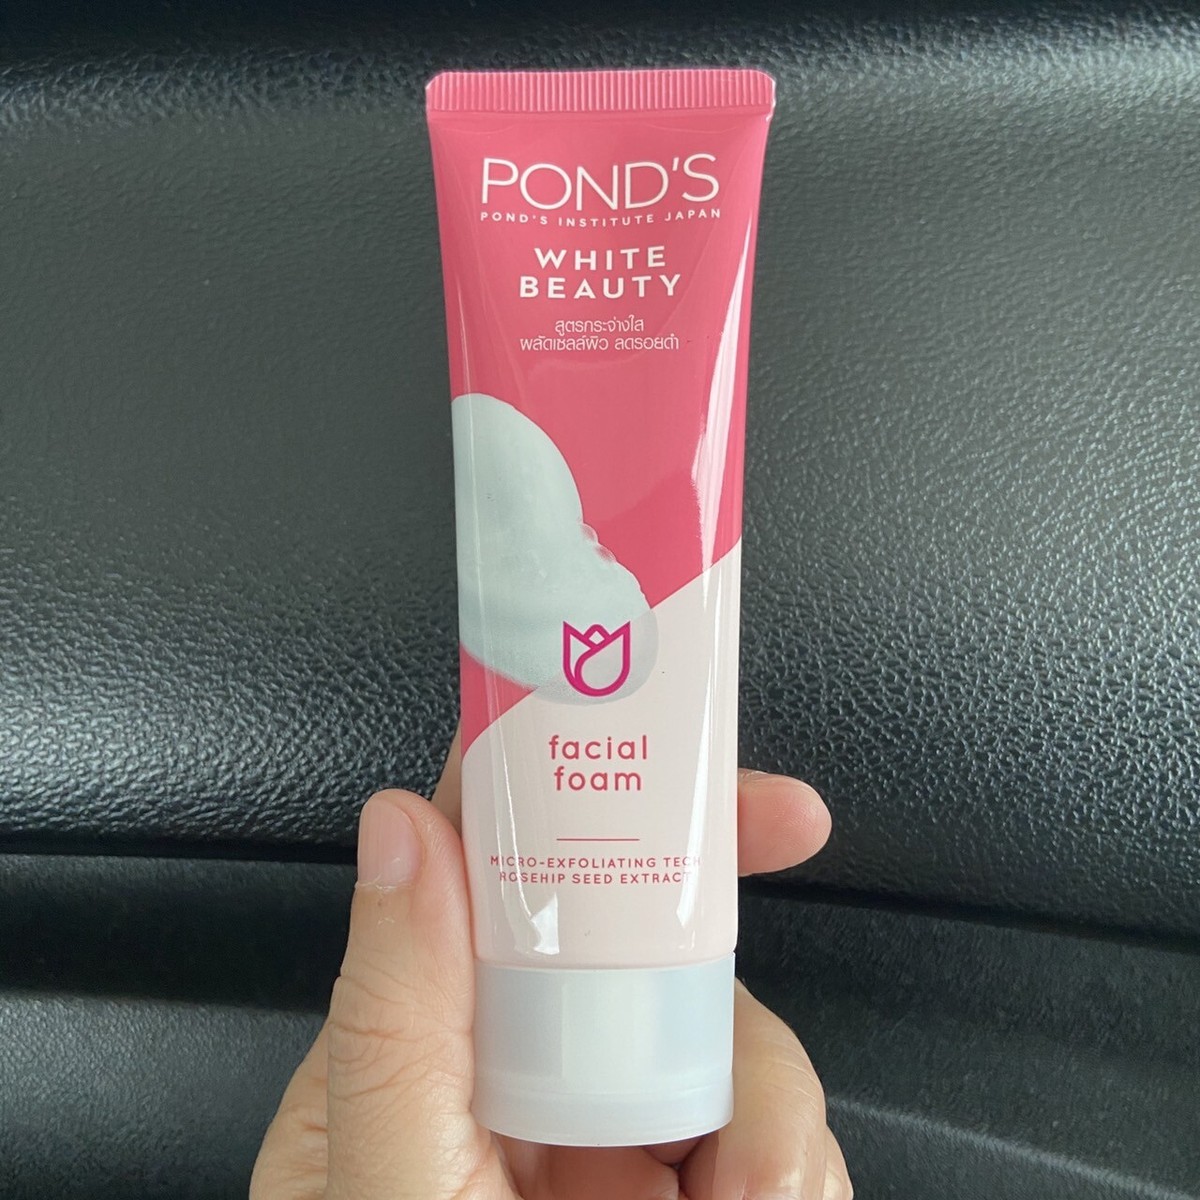 POND'S
POND'S INSTITUTE JAPAN
WHITE
BEAUTY
สูตรกระจ่างใส
ผลัดเซลล์ผิว ลดรอยดำ
facial
foam
MICRO-EXFOLIATING TECH
ROSEHIP SEED EXTRACT